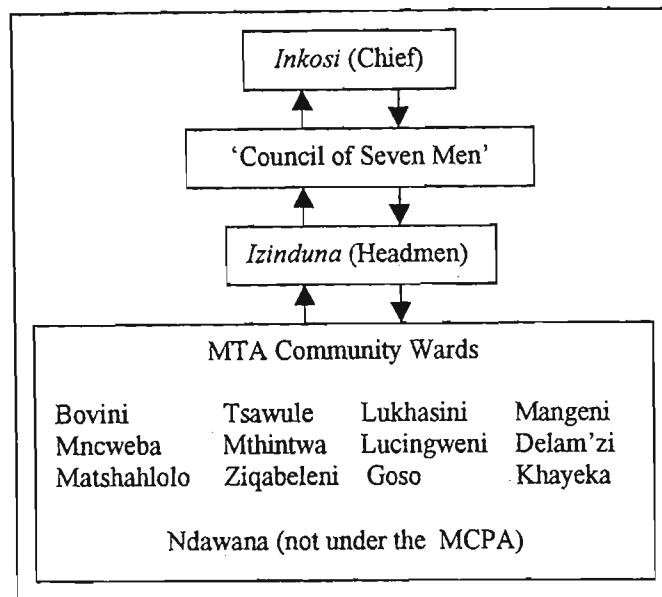 Inkosi (Chief)
‘Council of Seven Men’
Izinduna (Headmen)
MTA Community Wards
Bovini Tsawule Lukhasini Mangeni
Mncweba Mthintwa Lucingweni Delam’zi
Matshahlolo Ziqabeleni Goso Khayeka
Ndawana (not under the MCPA)